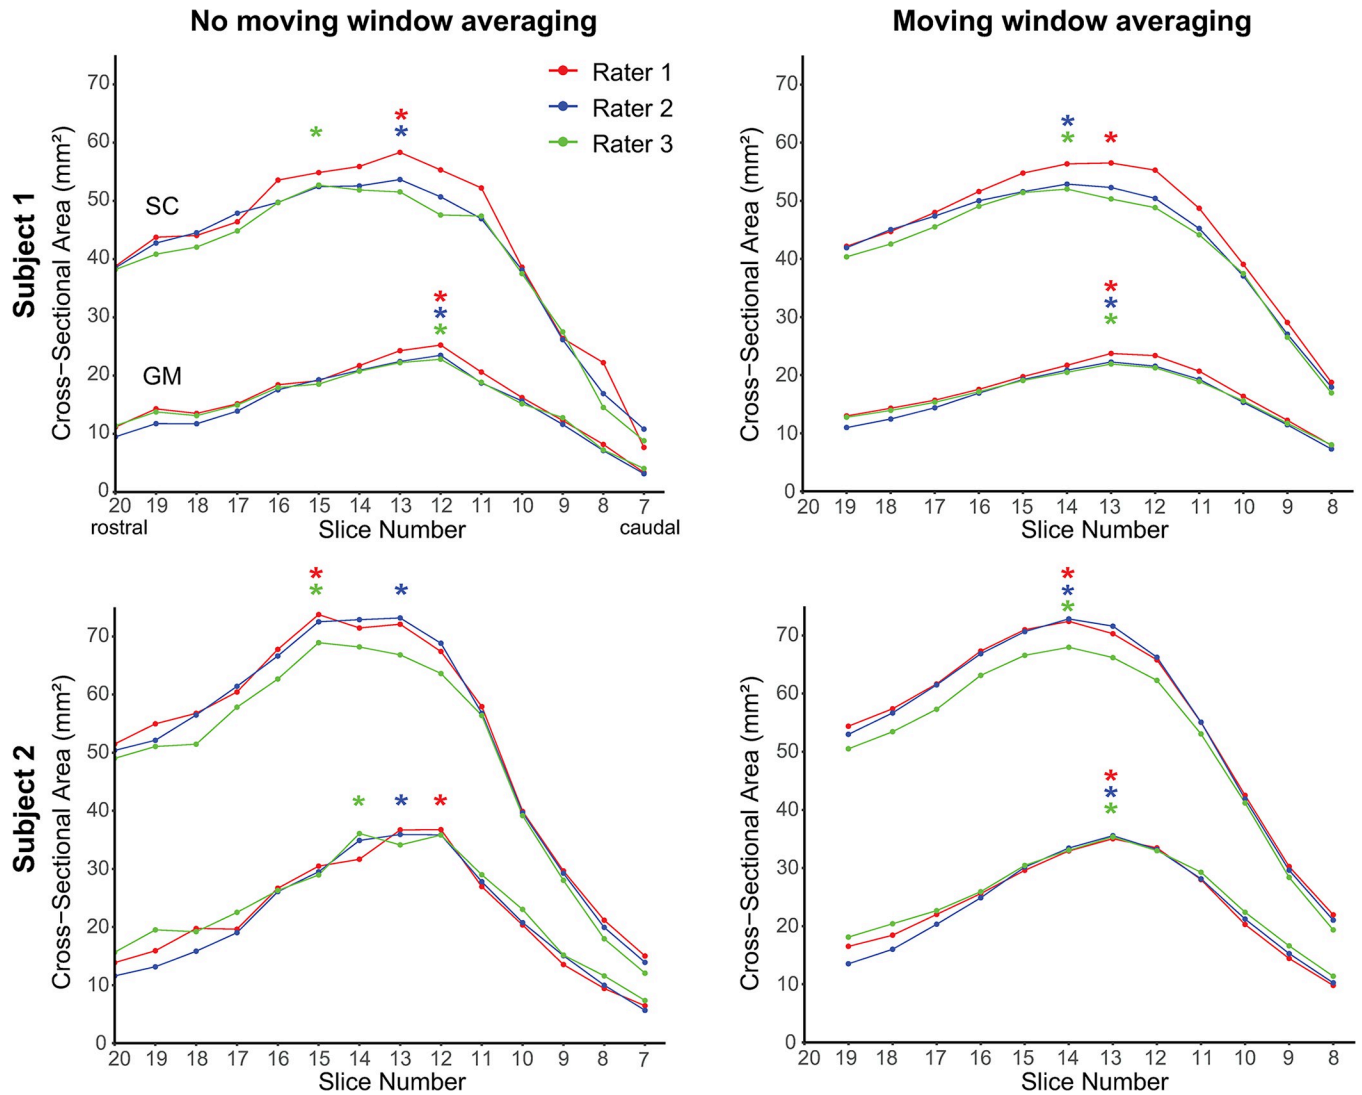 No moving window averaging
Moving window averaging
Subject 1
Cross−Sectional Area (mm²)
70
60
50
40
30
20
10
0
Rater 1
Rater 2
Rater 3
* *
*
SC
*
*
*
*
GM
20 19 18 17 16 15 14 13 12 11 10 9 8 7
rostral
caudal
Slice Number
Cross−Sectional Area (mm²)
70
60
50
40
30
20
10
0
* *
*
*
*
*
20 19 18 17 16 15 14 13 12 11 10 9 8
Slice Number
Subject 2
Cross−Sectional Area (mm²)
70
60
50
40
30
20
10
0
*
* *
* * *
20 19 18 17 16 15 14 13 12 11 10 9 8 7
Slice Number
Cross−Sectional Area (mm²)
70
60
50
40
30
20
10
0
*
*
*
*
*
*
20 19 18 17 16 15 14 13 12 11 10 9 8
Slice Number